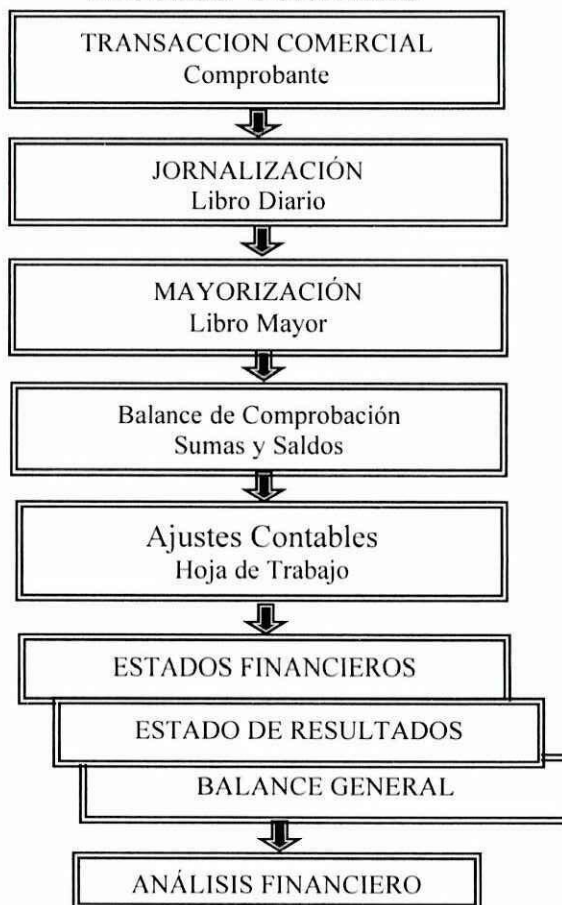 TRANSACCION COMERCIAL
Comprobante
JORNALIZACIÓN
Libro Diario
MAYORIZACIÓN
Libro Mayor
Balance de Comprobación
Sumas y Saldos
Ajustes Contables
Hoja de Trabajo
ESTADOS FINANCIEROS
ESTADO DE RESULTADOS
BALANCE GENERAL
ANÁLISIS FINANCIERO